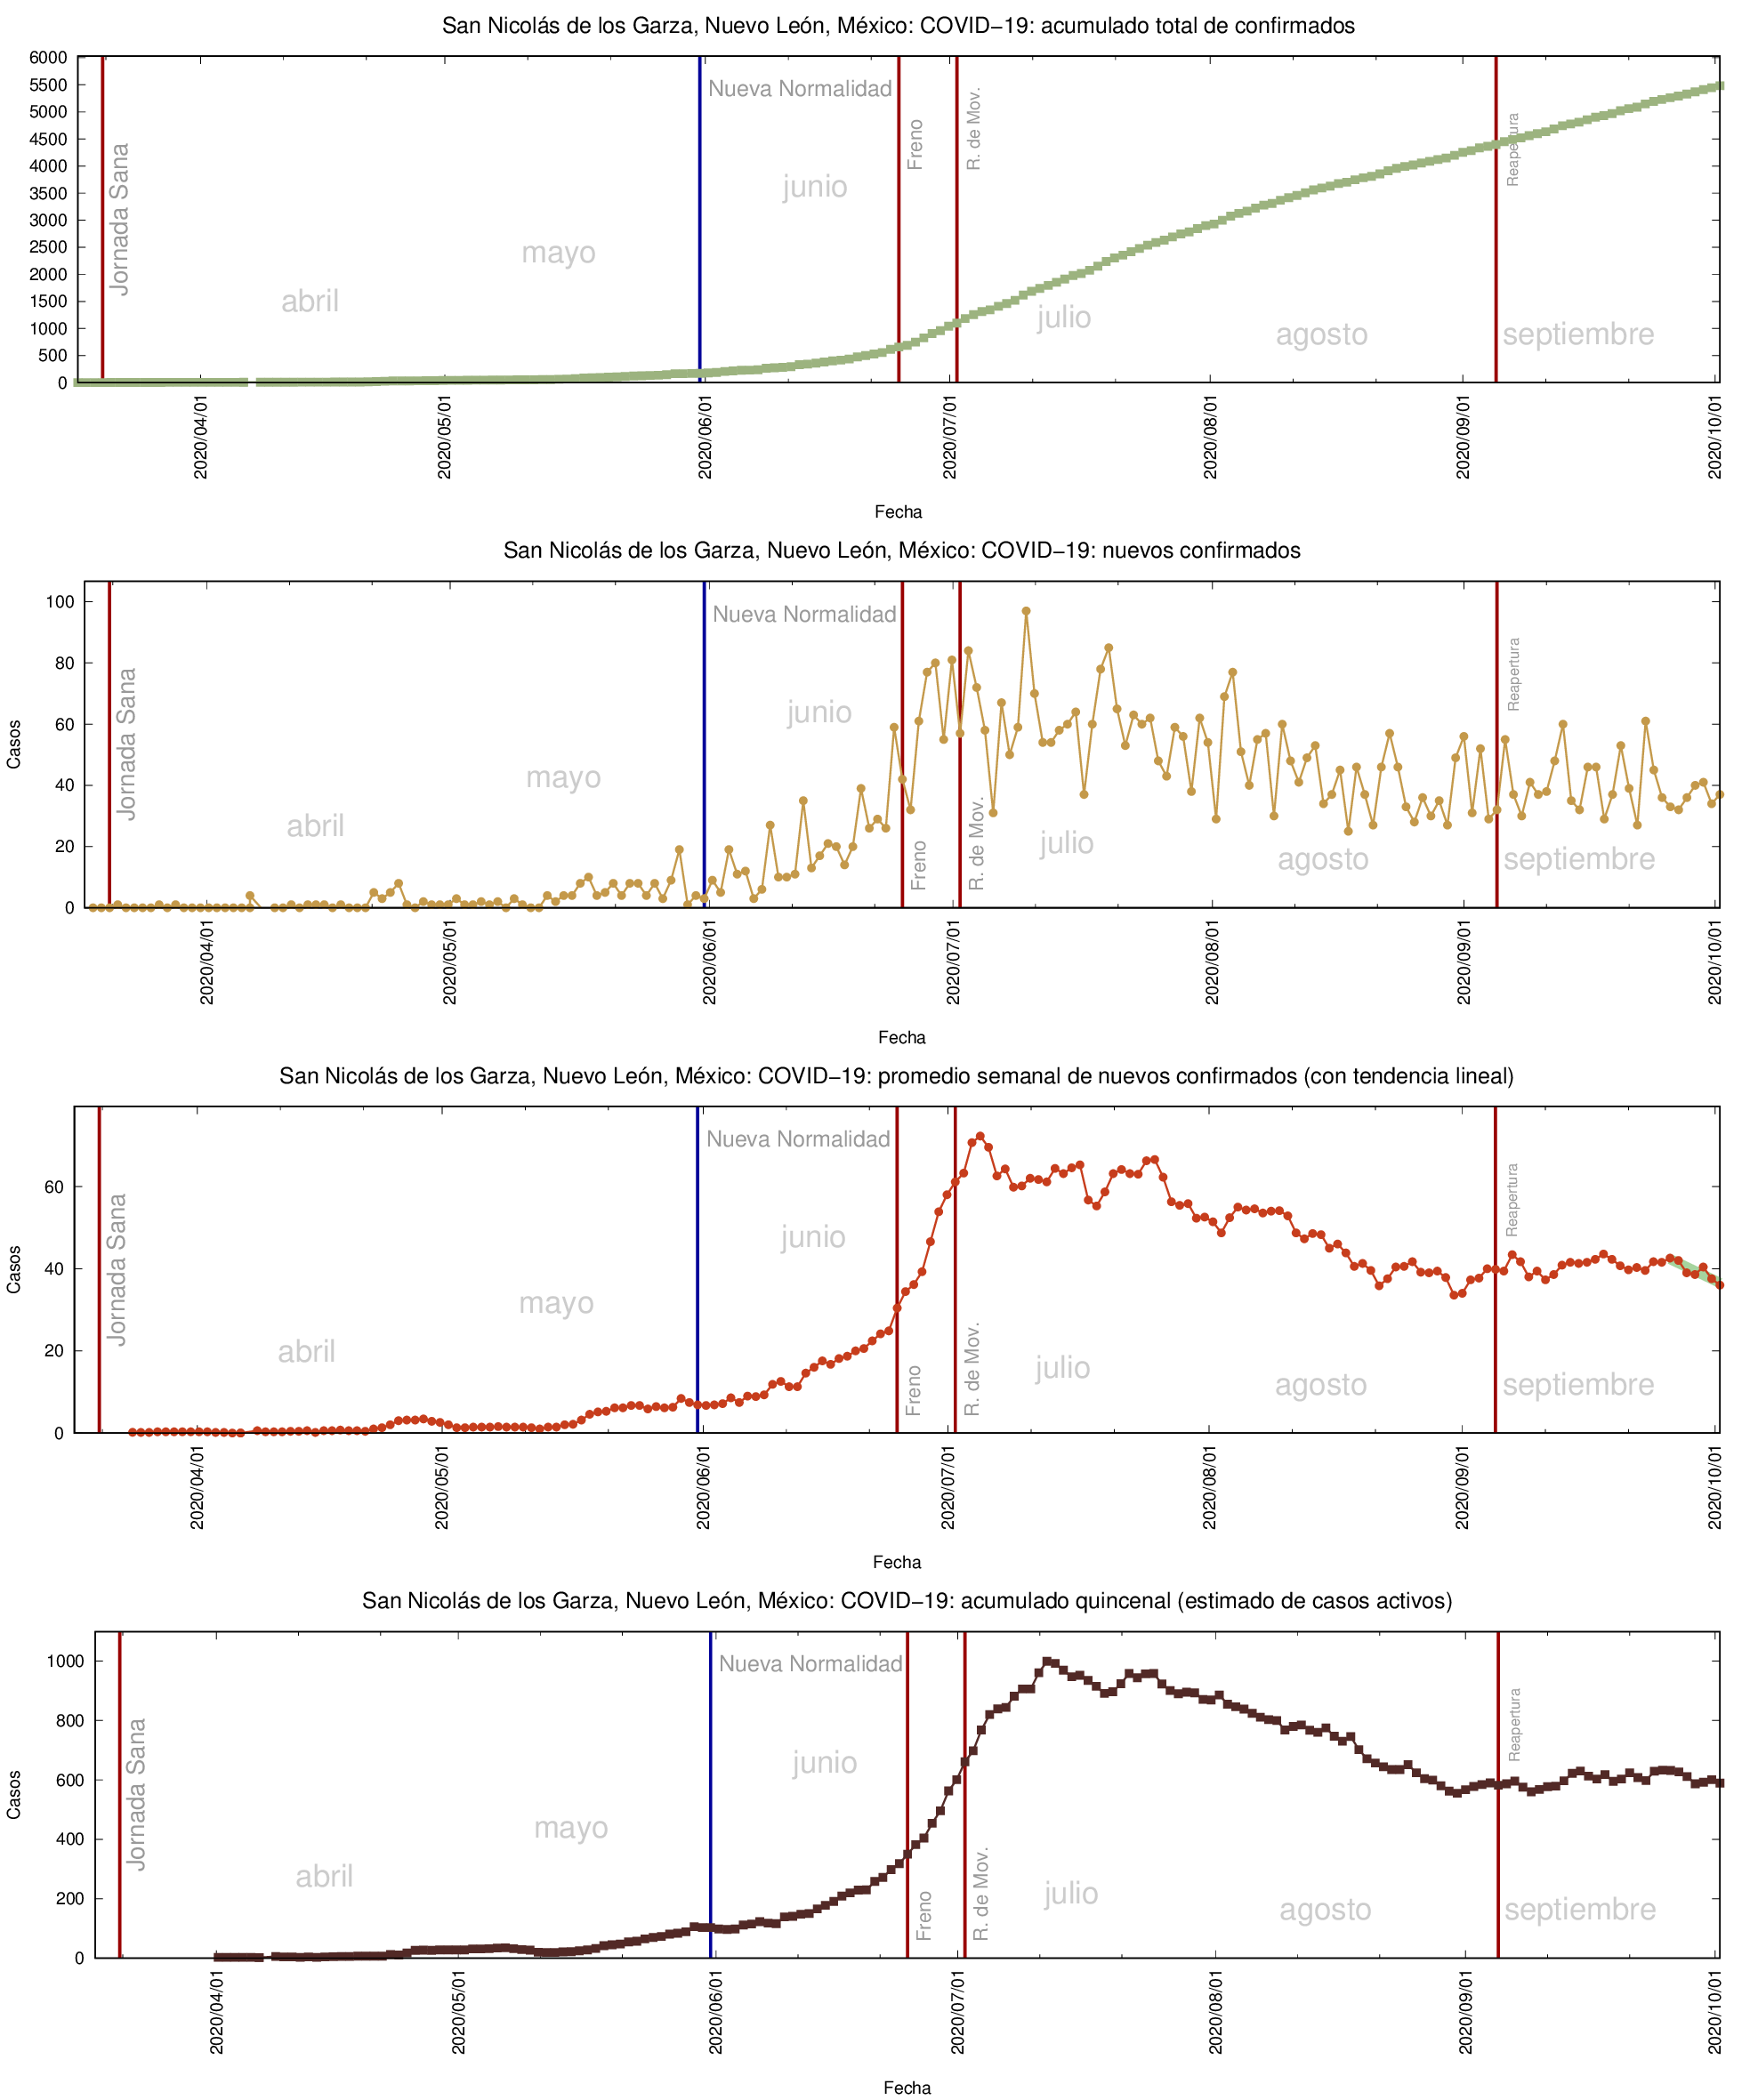 San Nicolás de los Garza, Nuevo León, México: COVID−19: acumulado total de confirmados
6000
5500
5000
4500
4000
3500
3000
2500
2000
1500
1000
500
0
Jornada Sana
abril
mayo
Nueva Normalidad
junio
Freno
R. de Mov.
julio
agosto
Reapertura
septiembre
2020/04/01
2020/05/01
2020/06/01
2020/07/01
2020/08/01
2020/09/01
2020/10/01
Fecha
San Nicolás de los Garza, Nuevo León, México: COVID−19: nuevos confirmados
Casos
100
80
60
40
20
0
Jornada Sana
abril
mayo
Nueva Normalidad
junio
Freno
R. de Mov.
julio
agosto
Reapertura
septiembre
2020/04/01
2020/05/01
2020/06/01
2020/07/01
2020/08/01
2020/09/01
2020/10/01
Fecha
San Nicolás de los Garza, Nuevo León, México: COVID−19: promedio semanal de nuevos confirmados (con tendencia lineal)
Casos
60
40
20
0
Jornada Sana
abril
mayo
Nueva Normalidad
junio
Freno
R. de Mov.
julio
agosto
Reapertura
septiembre
2020/04/01
2020/05/01
2020/06/01
2020/07/01
2020/08/01
2020/09/01
2020/10/01
Fecha
San Nicolás de los Garza, Nuevo León, México: COVID−19: acumulado quincenal (estimado de casos activos)
Casos
1000
800
600
400
200
0
Jornada Sana
abril
mayo
Nueva Normalidad
junio
Freno
R. de Mov.
julio
agosto
Reapertura
septiembre
2020/04/01
2020/05/01
2020/06/01
2020/07/01
2020/08/01
2020/09/01
2020/10/01
Fecha